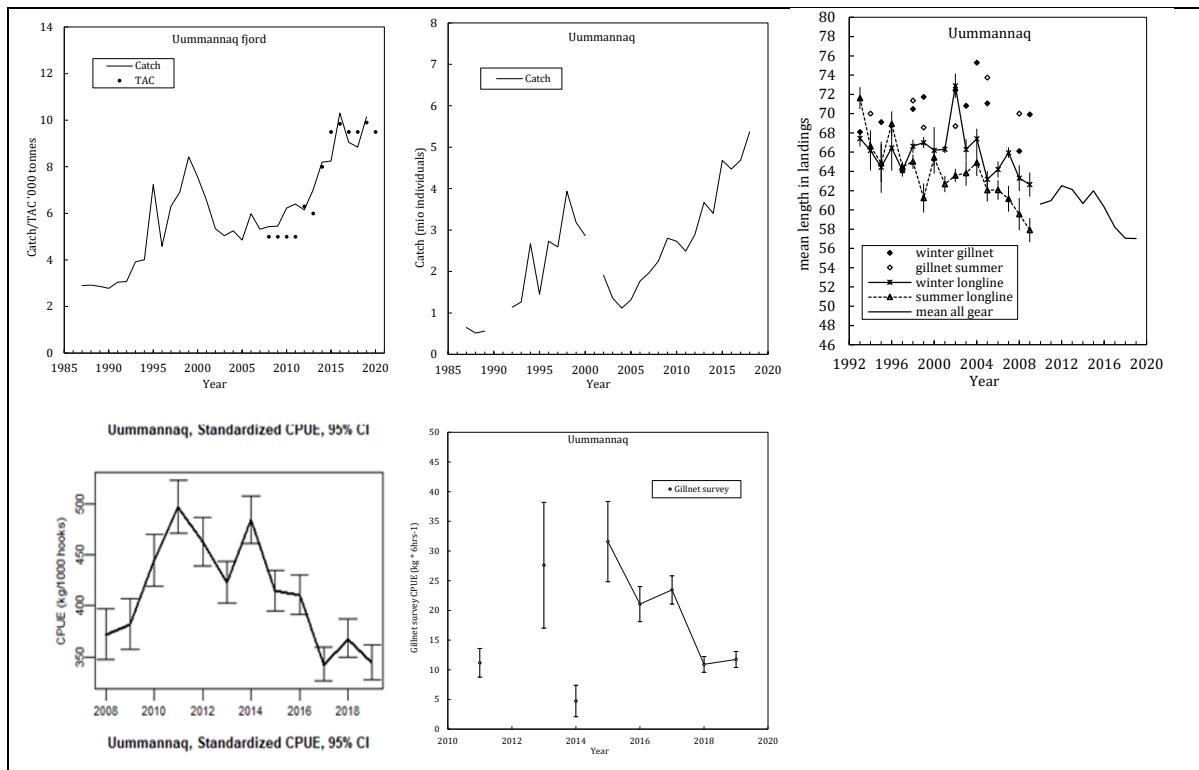 Uummannaq fjord
Catch
TAC
Catch/TAC '000 tonnes
14
12
10
8
6
4
2
0
1985 1990 1995 2000 2005 2010 2015 2020
Year
Uummannaq
Catch
Catch (mio individuals)
8
7
6
5
4
3
2
1
0
1985 1990 1995 2000 2005 2010 2015 2020
Year
Uummannaq
mean length in landings
80
78
76
74
72
70
68
66
64
62
60
58
56
54
52
50
48
46
winter gillnet
gillnet summer
winter longline
summer longline
mean all gear
1992 1996 2000 2004 2008 2012 2016 2020
Year
Uummannaq, Standardized CPUE, 95% CI
CPUE (kg/1000 hooks)
500
450
400
350
2008 2010 2012 2014 2016 2018
Uummannaq, Standardized CPUE, 95% CI
Uummannaq
Gillnet survey
Gillnet survey CPUE (kg * 6hrs-1)
50
45
40
35
30
25
20
15
10
5
0
2010 2012 2014 2016 2018 2020
Year